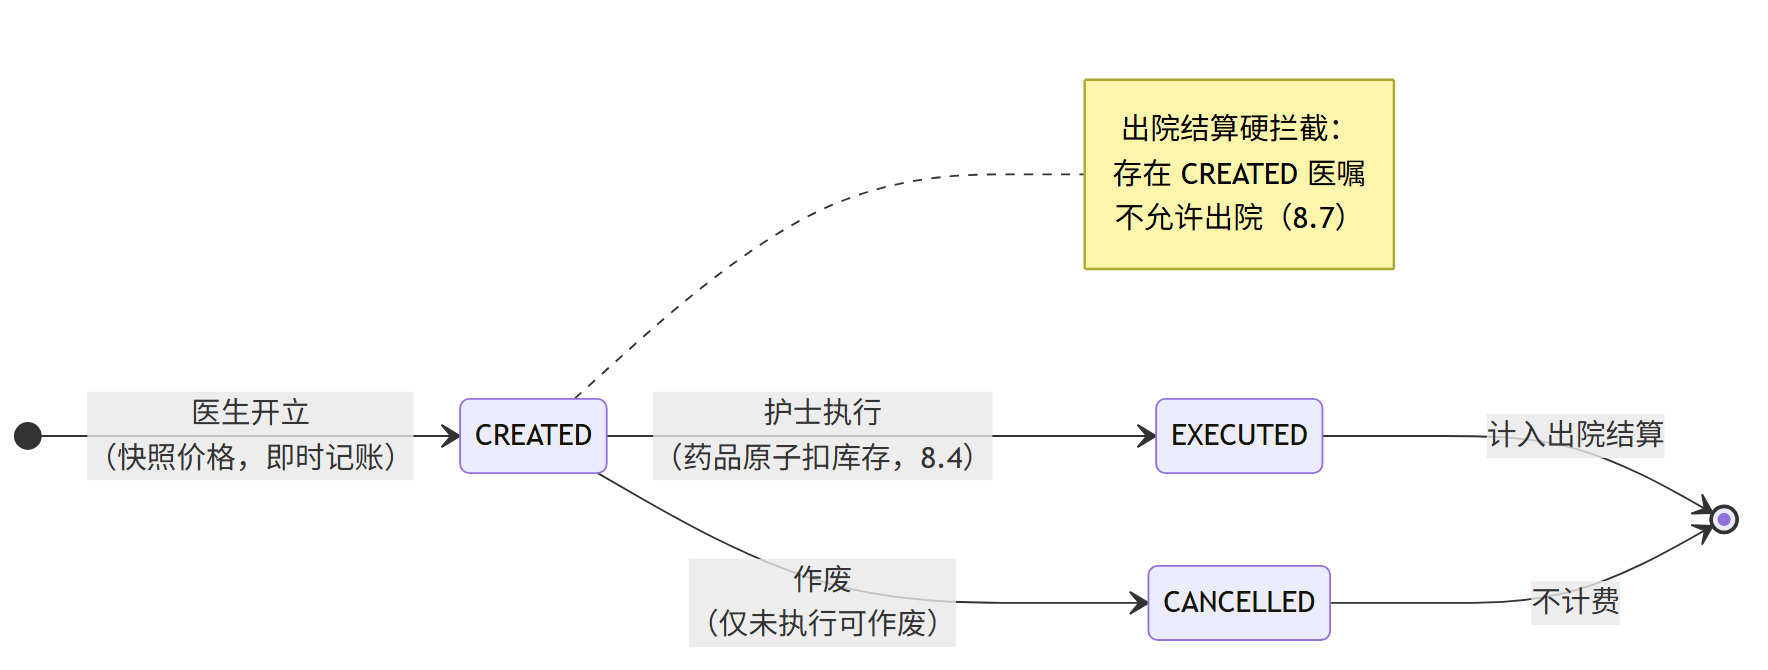 出院结算硬拦截：
存在 CREATED 医嘱
不允许出院（8.7）
医生开立
（快照价格，即时记账）
CREATED
护士执行
（药品原子扣库存，8.4）
EXECUTED
计入出院结算
作废
（仅未执行可作废）
CANCELLED
不计费